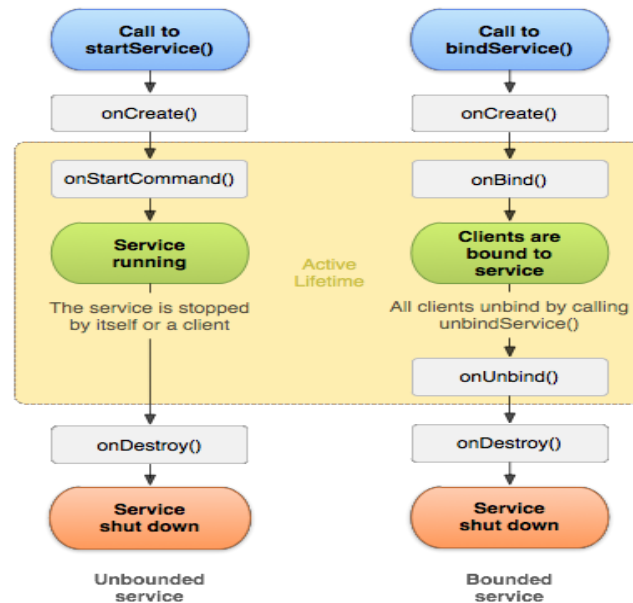 Call to
startService()
onCreate()
onStartCommand()
Service
running
The service is stopped
by itself or a client
onDestroy()
Service
shut down
Unbounded
service
Active
Lifetime
Call to
bindService()
onCreate()
onBind()
Clients are
bound to
service
All clients unbind by calling
unbindService()
onUnbind()
onDestroy()
Service
shut down
Bounded
service